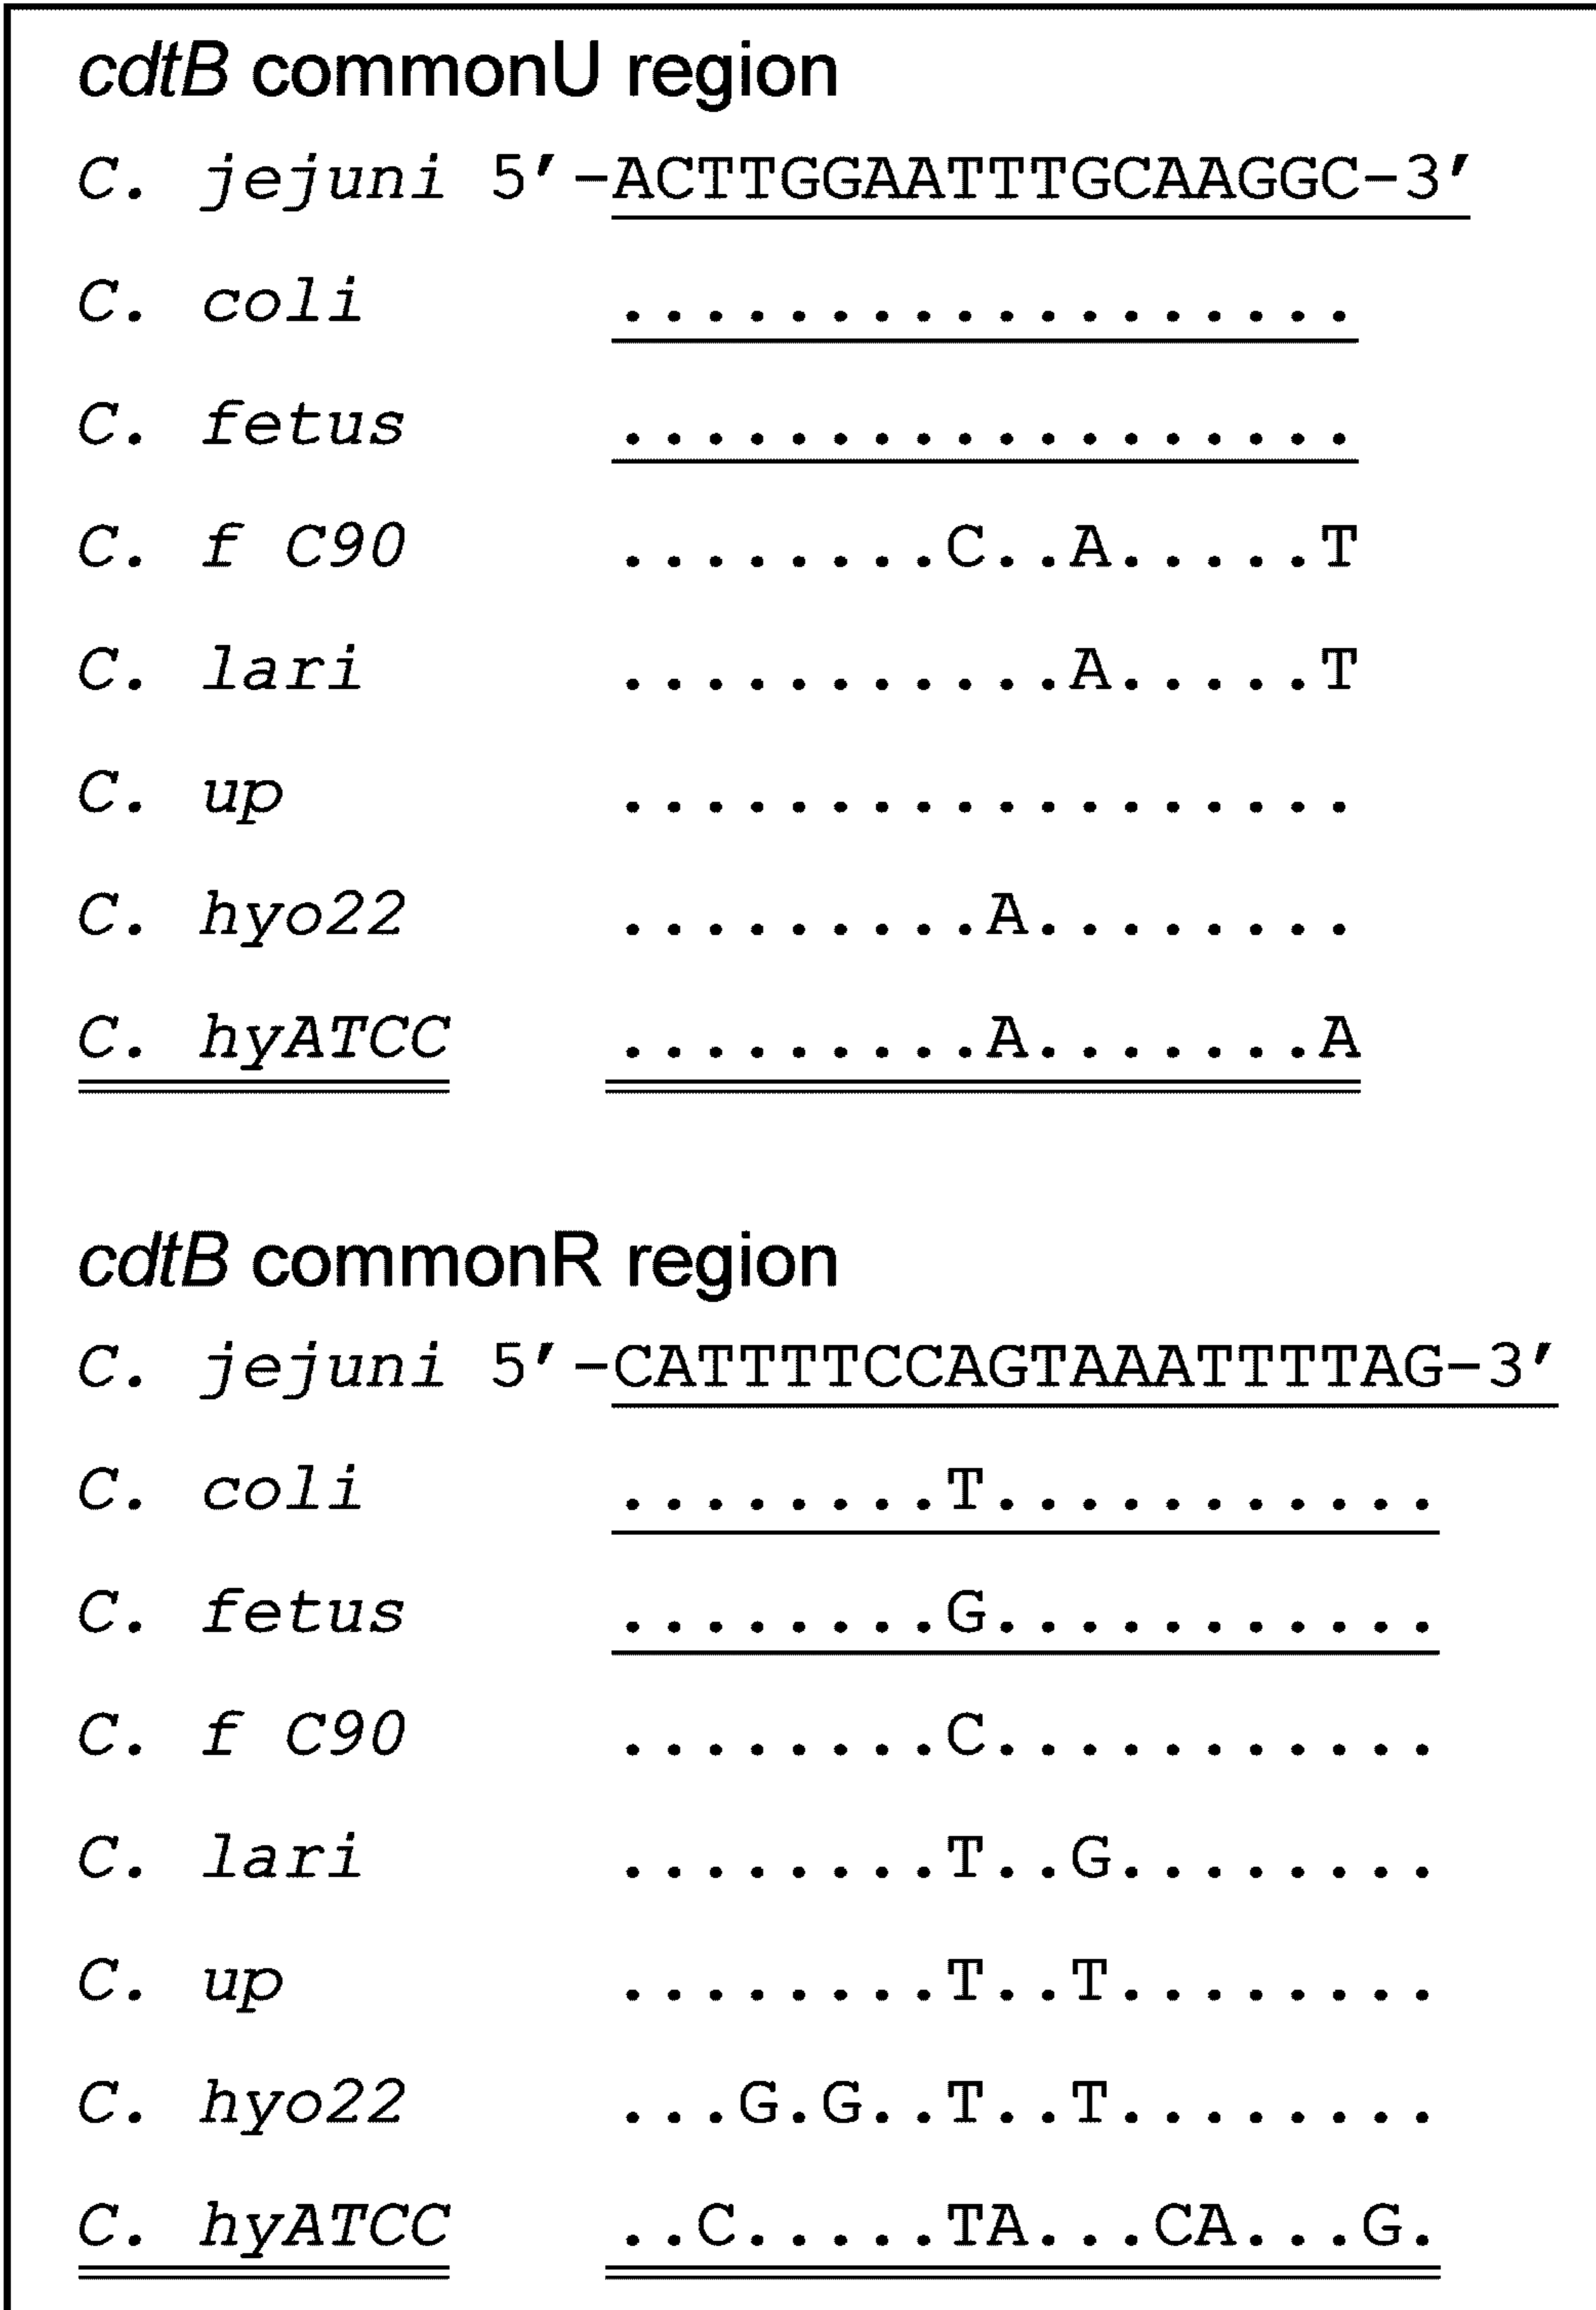 cdtB commonU region
C. jejuni 5’-ACTTGGAATTTGCAAGGC-3’
C. coli ..................
C. fetus ..................
C. f C90 ........C..A.....T
C. lari ...........A.....T
C. up ..................
C. hyo22 .........A........
C. hyATCC .........A.......A
cdtB commonR region
C. jejuni 5’-CATTTTCCAGTAAATTTTAG-3’
C. coli ........T...........
C. fetus ........G...........
C. f C90 ........C...........
C. lari ........T..G........
C. up ........T..T........
C. hyo22 ...G.G..T..T........
C. hyATCC ..C.....TA...CA...G.